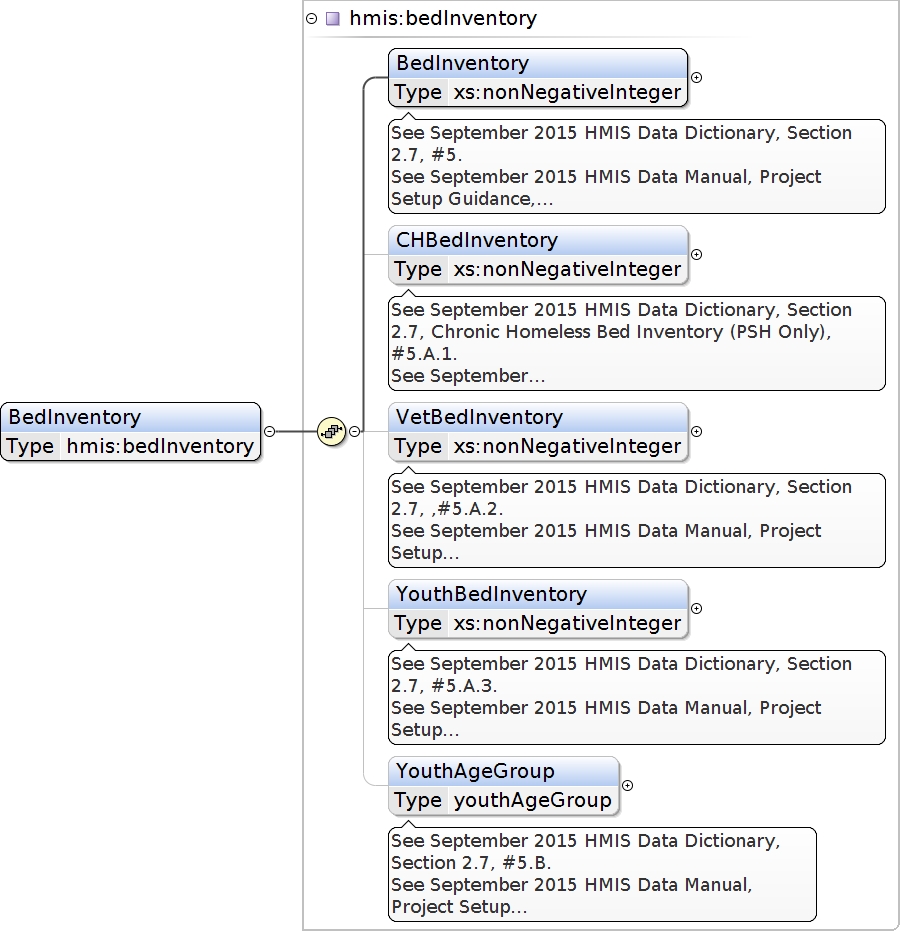 hmis:bedInventory
BedInventory
Type xs:nonNegativeInteger
See September 2015 HMIS Data Dictionary, Section
2.7, #5.
See September 2015 HMIS Data Manual, Project
Setup Guidance,...
CHBedInventory
Type xs:nonNegativeInteger
See September 2015 HMIS Data Dictionary, Section
2.7, Chronic Homeless Bed Inventory (PSH Only),
#5.A.1.
See September...
BedInventory
Type hmis:bedInventory
VetBedInventory
Type xs:nonNegativeInteger
See September 2015 HMIS Data Dictionary, Section
2.7, ,#5.A.2.
See September 2015 HMIS Data Manual, Project
Setup...
YouthBedInventory
Type xs:nonNegativeInteger
See September 2015 HMIS Data Dictionary, Section
2.7, #5.A.3.
See September 2015 HMIS Data Manual, Project
Setup...
YouthAgeGroup
Type youthAgeGroup
See September 2015 HMIS Data Dictionary,
Section 2.7, #5.B.
See September 2015 HMIS Data Manual,
Project Setup...